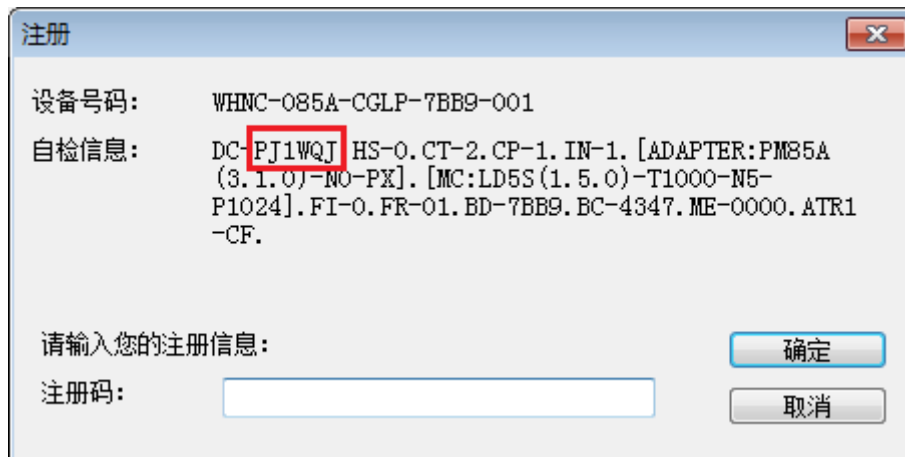 注册
设备号码： WHNC-085A-CGLP-7BB9-001
自检信息： DC-PJ1WQJ HS-0.CT-2.CP-1.IN-1.[ADAPTER:PM85A
(3.1.0)-NO-PX].[MC:LD5S(1.5.0)-T1000-N5-
P1024].FI-0.FR-01.BD-7BB9.BC-4347.ME-0000.ATR1
-CF.
请输入您的注册信息：
确定
注册码：
取消